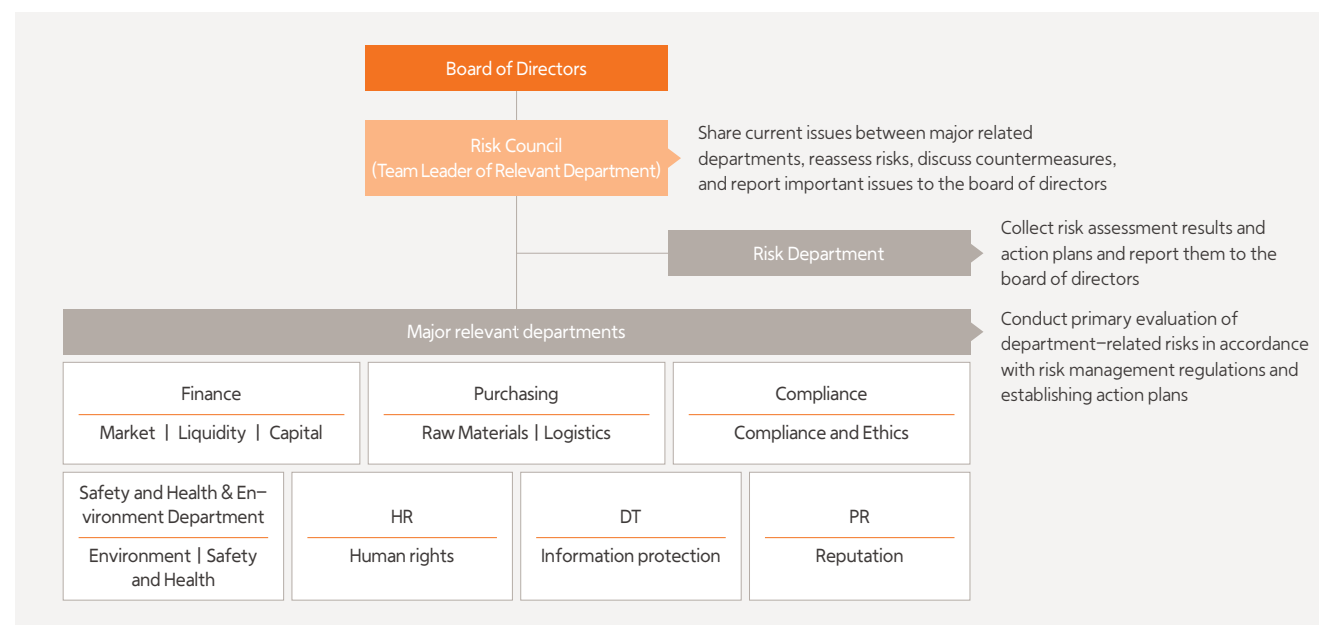 Board of Directors
Risk Council
(Team Leader of Relevant Department)
Share current issues between major related
departments, reassess risks, discuss countermeasures,
and report important issues to the board of directors
Risk Department
Collect risk assessment results and
action plans and report them to the
board of directors
Major relevant departments
Conduct primary evaluation of
department-related risks in accordance
with risk management regulations and
establishing action plans
Finance
Market | Liquidity | Capital
Purchasing
Raw Materials | Logistics
Compliance
Compliance and Ethics
Safety and Health & En-
vironment Department
Environment | Safety
and Health
HR
Human rights
DT
Information protection
PR
Reputation